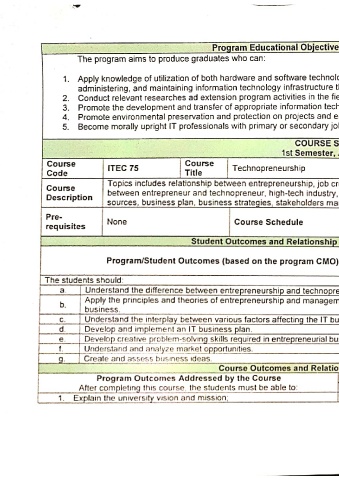 Program Educational Objective
The program aims to produce graduates who can:
1. Apply knowledge of utilization of both hardware and software technolo
administering, and maintaining information technology infrastructure t
2. Conduct relevant researches ad extension program activities in the fie
3. Promote the development and transfer of appropriate information tech
4. Promote environmental preservation and protection on projects and e
5. Become morally upright IT professionals with primary or secondary jo
COURSE S
1st Semester,
Course Code ITEC 75 Course Title Technopreneurship
Course Description Topics includes relationship between entrepreneurship, job cr
between entrepreneur and technopreneur, high-tech industry,
sources, business plan, business strategies, stakeholders ma
Pre-requisites None Course Schedule
Student Outcomes and Relationship
Program/Student Outcomes (based on the program CMO)
The students should:
a. Understand the difference between entrepreneurship and technopre
b. Apply the principles and theories of entrepreneurship and managem
business.
c. Understand the interplay between various factors affecting the IT bu
d. Develop and implement an IT business plan.
e. Develop creative problem-solving skills required in entrepreneurial bu
f. Understand and analyze market opportunities.
g. Create and assess business ideas.
Course Outcomes and Relatio
Program Outcomes Addressed by the Course
After completing this course, the students must be able to:
1. Explain the university vision and mission;